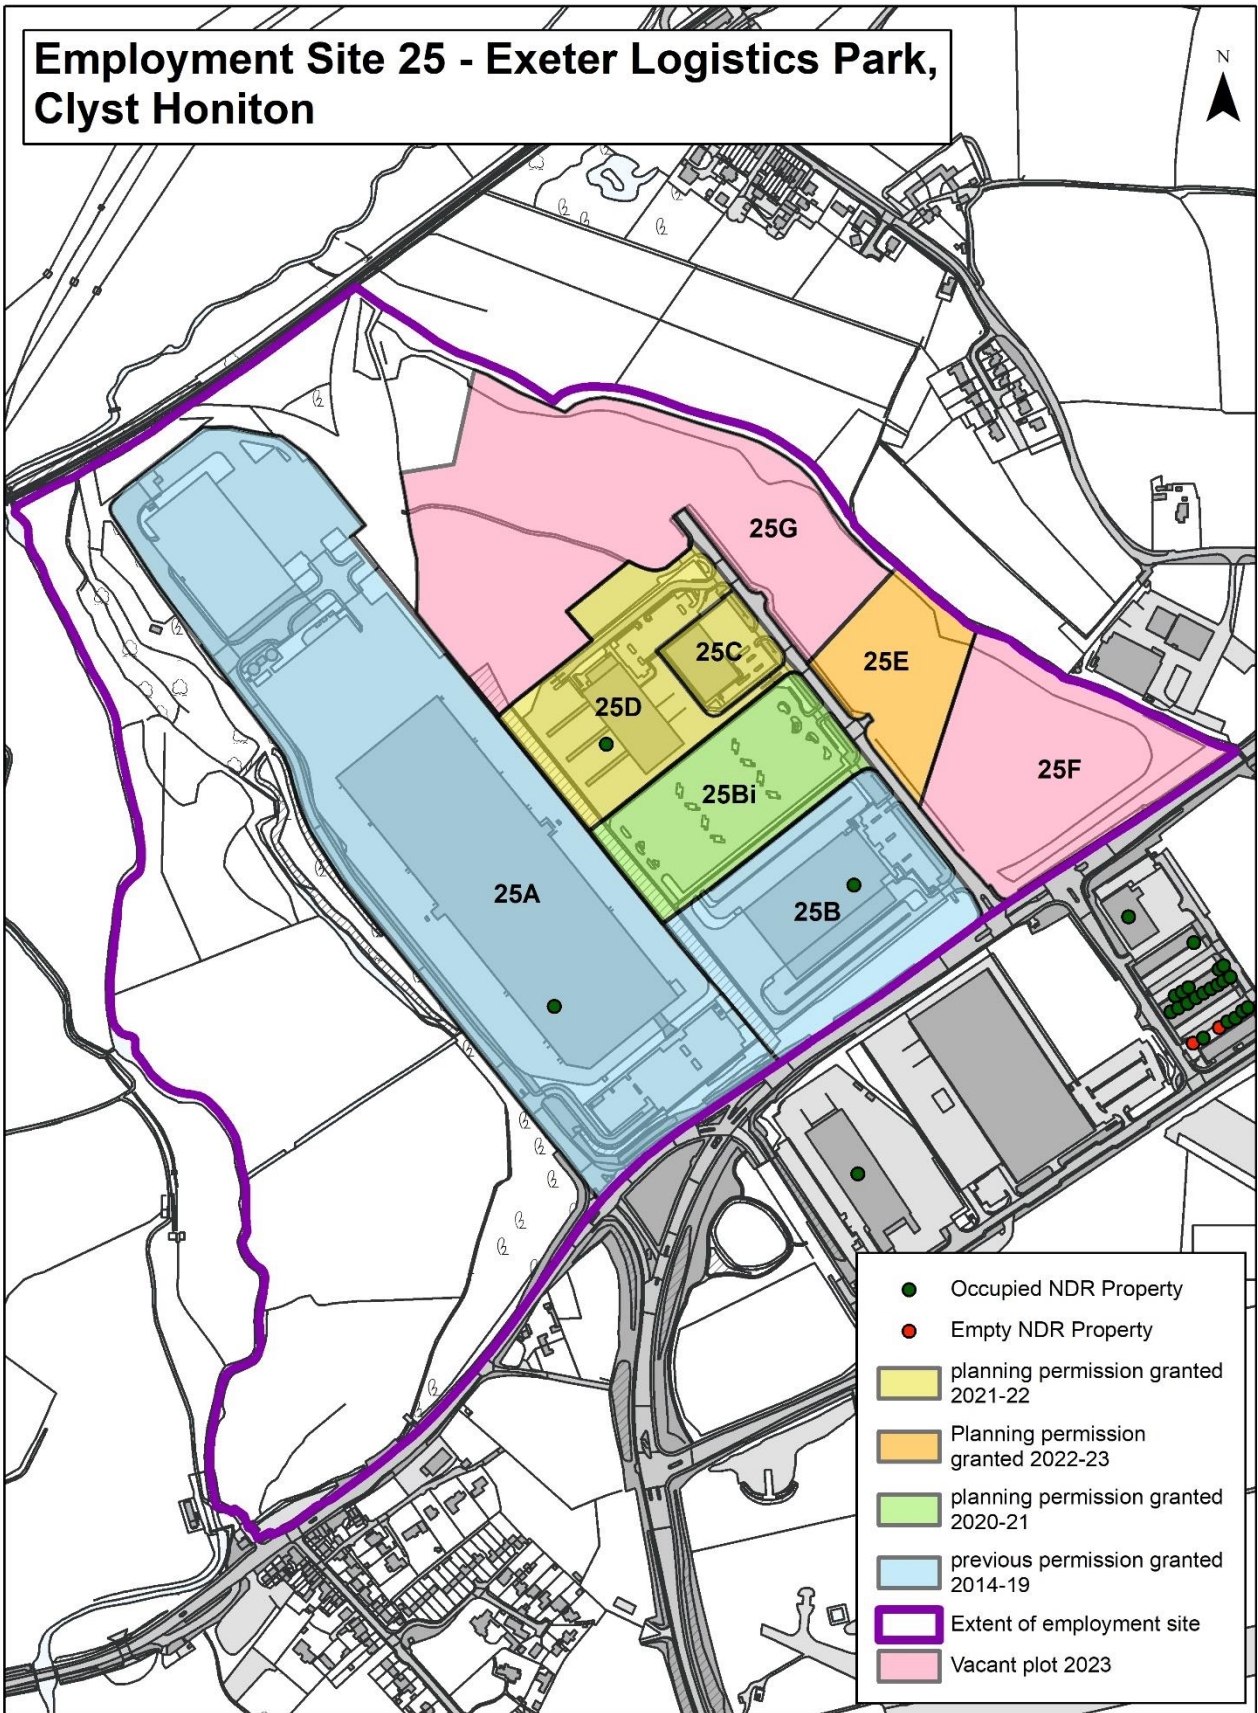 Employment Site 25 - Exeter Logistics Park,
Clyst Honiton
N
25G
25C
25E
25D
25F
25Bi
25A
25B
Occupied NDR Property
Empty NDR Property
planning permission granted
2021-22
Planning permission
granted 2022-23
planning permission granted
2020-21
previous permission granted
2014-19
Extent of employment site
Vacant plot 2023